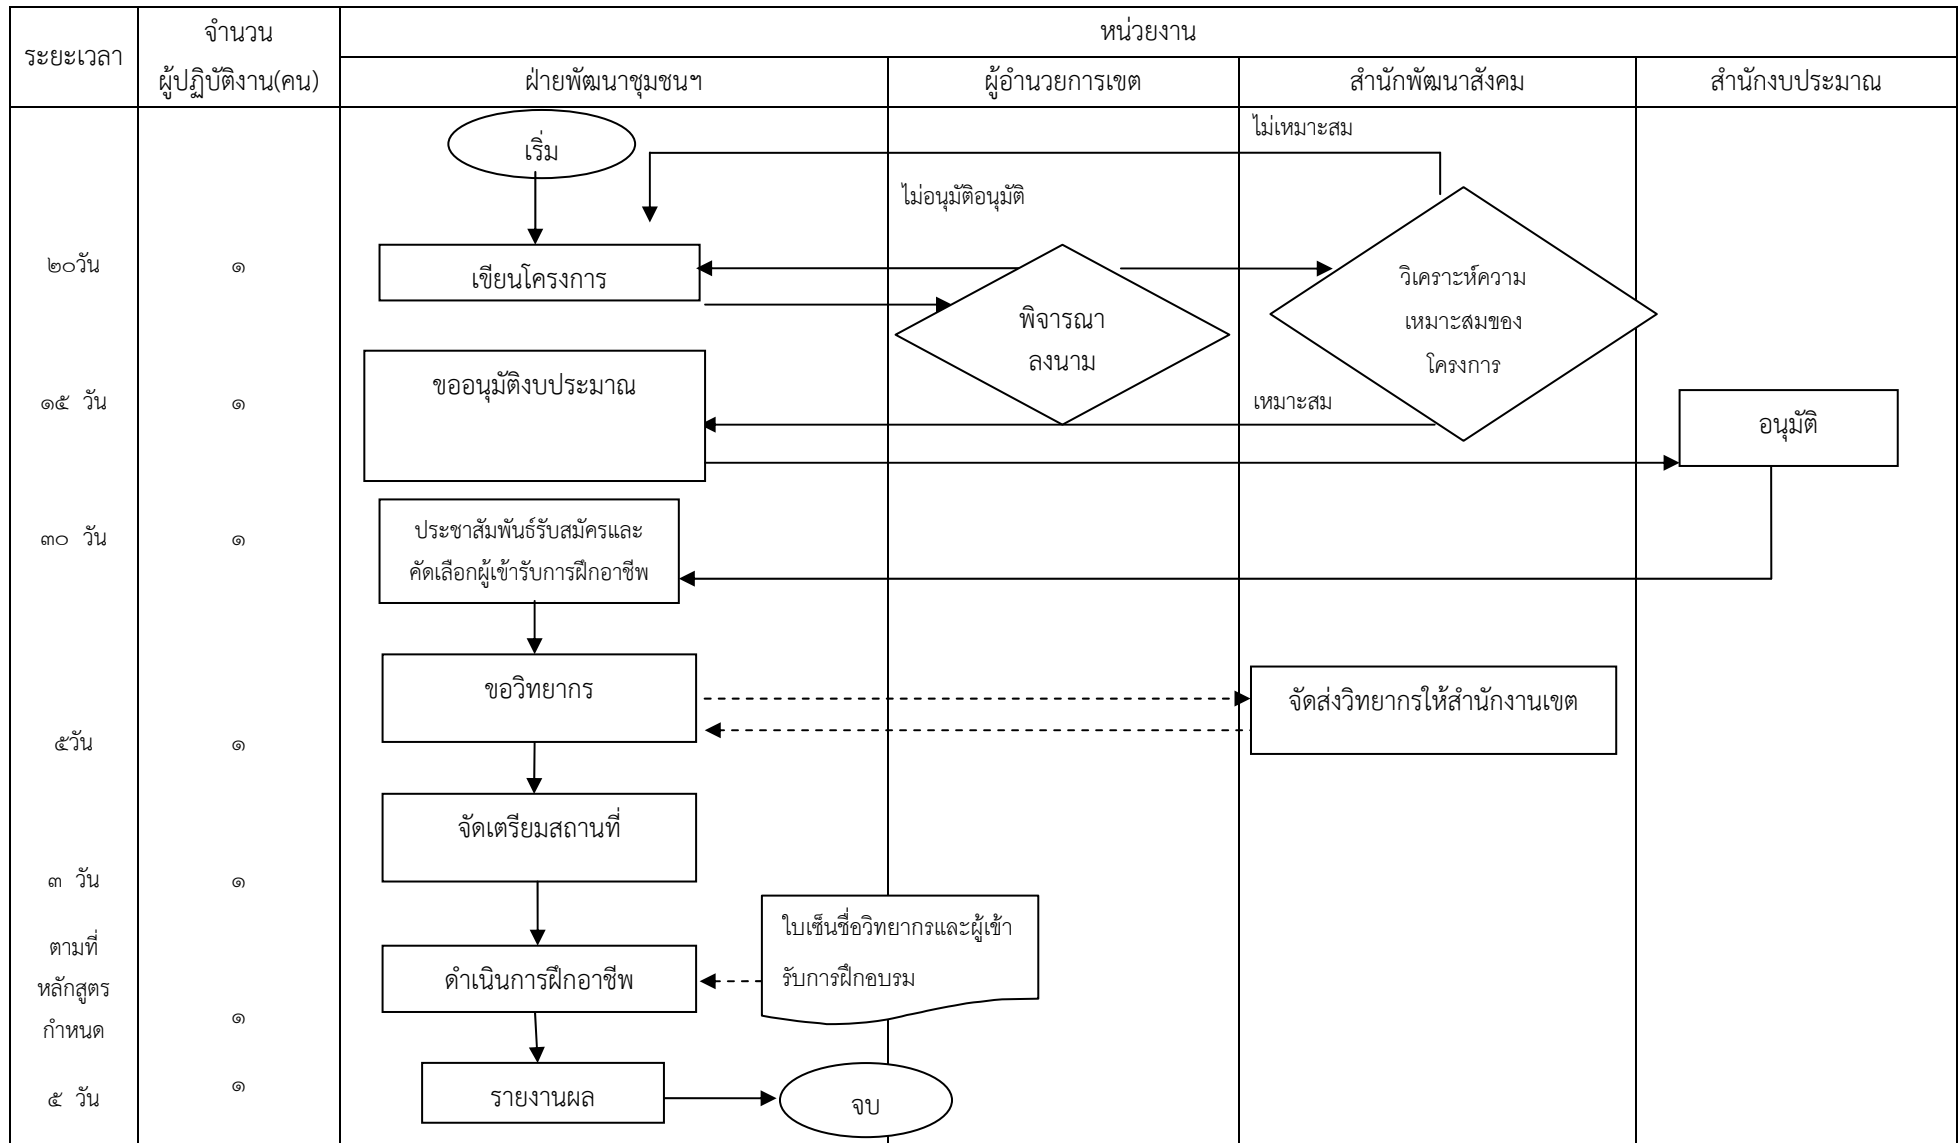 ระยะเวลา
จำนวน
ผู้ปฏิบัติงาน(คน)
หน่วยงาน
ฝ่ายพัฒนาชุมชนฯ
ผู้อำนวยการเขต
สำนักพัฒนาสังคม
สำนักงบประมาณ
เริ่ม
ไม่เหมาะสม
ไม่อนุมัติอนุมัติ
๒๐วัน
๑
เขียนโครงการ
พิจารณา
ลงนาม
วิเคราะห์ความ
เหมาะสมของ
โครงการ
๑๕ วัน
๑
ขออนุมัติงบประมาณ
เหมาะสม
อนุมัติ
๓๐ วัน
๑
ประชาสัมพันธ์รับสมัครและ
คัดเลือกผู้เข้ารับการฝึกอาชีพ
ขอวิทยากร
จัดส่งวิทยากรให้สำนักงานเขต
๕วัน
๑
จัดเตรียมสถานที่
๓ วัน
๑
ใบเซ็นชื่อวิทยากรและผู้เข้า
รับการฝึกอบรม
ตามที่
หลักสูตร
กำหนด
๑
ดำเนินการฝึกอาชีพ
๕ วัน
๑
รายงานผล
จบ